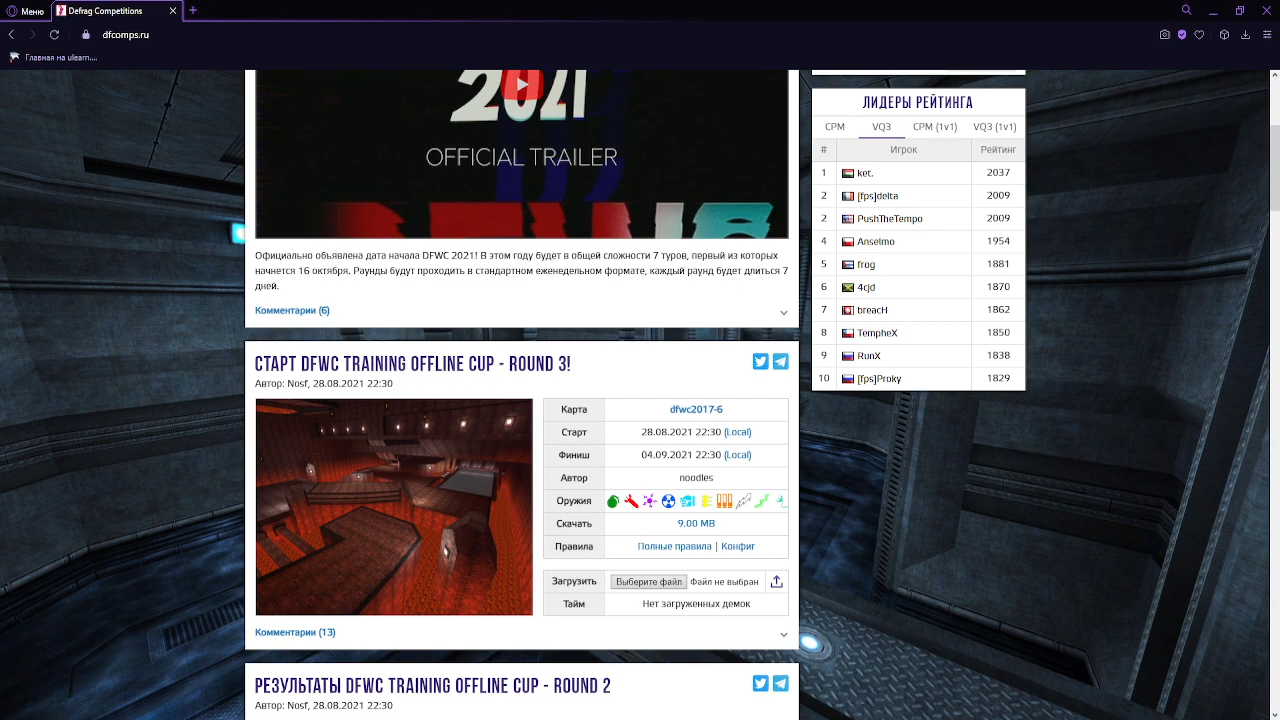 Меню
Defrag Competitions
dfcomps.ru
Главная на ulearn....
2021
OFFICIAL TRAILER
Официально объявлена дата начала DFWC 2021! В этом году будет в общей сложности 7 туров, первый из которых
начнется 16 октября. Раунды будут проходить в стандартном еженедельном формате, каждый раунд будет длиться 7
дней.
Комментарии (6)
СТАРТ DFWC TRAINING OFFLINE CUP - ROUND 3!
Автор: Nosf, 28.08.2021 22:30
Карта dfwc2017-6
Старт 28.08.2021 22:30 (Local)
Финиш 04.09.2021 22:30 (Local)
Автор noodles
Оружия
Скачать 9.00 MB
Правила Полные правила | Конфиг
Загрузить Выберите файл Файл не выбран
Тайм Нет загруженных демок
Комментарии (13)
РЕЗУЛЬТАТЫ DFWC TRAINING OFFLINE CUP - ROUND 2
Автор: Nosf, 28.08.2021 22:30
ЛИДЕРЫ РЕЙТИНГА
CPM VQ3 CPM (1v1) VQ3 (1v1)
# Игрок Рейтинг
1 ket. 2037
2 [fps]delta 2009
2 PushTheTempo 2009
4 Anselmo 1954
5 frog 1881
6 4cjd 1870
7 breacH 1862
8 TempheX 1850
9 RunX 1838
10 [fps]Proky 1829